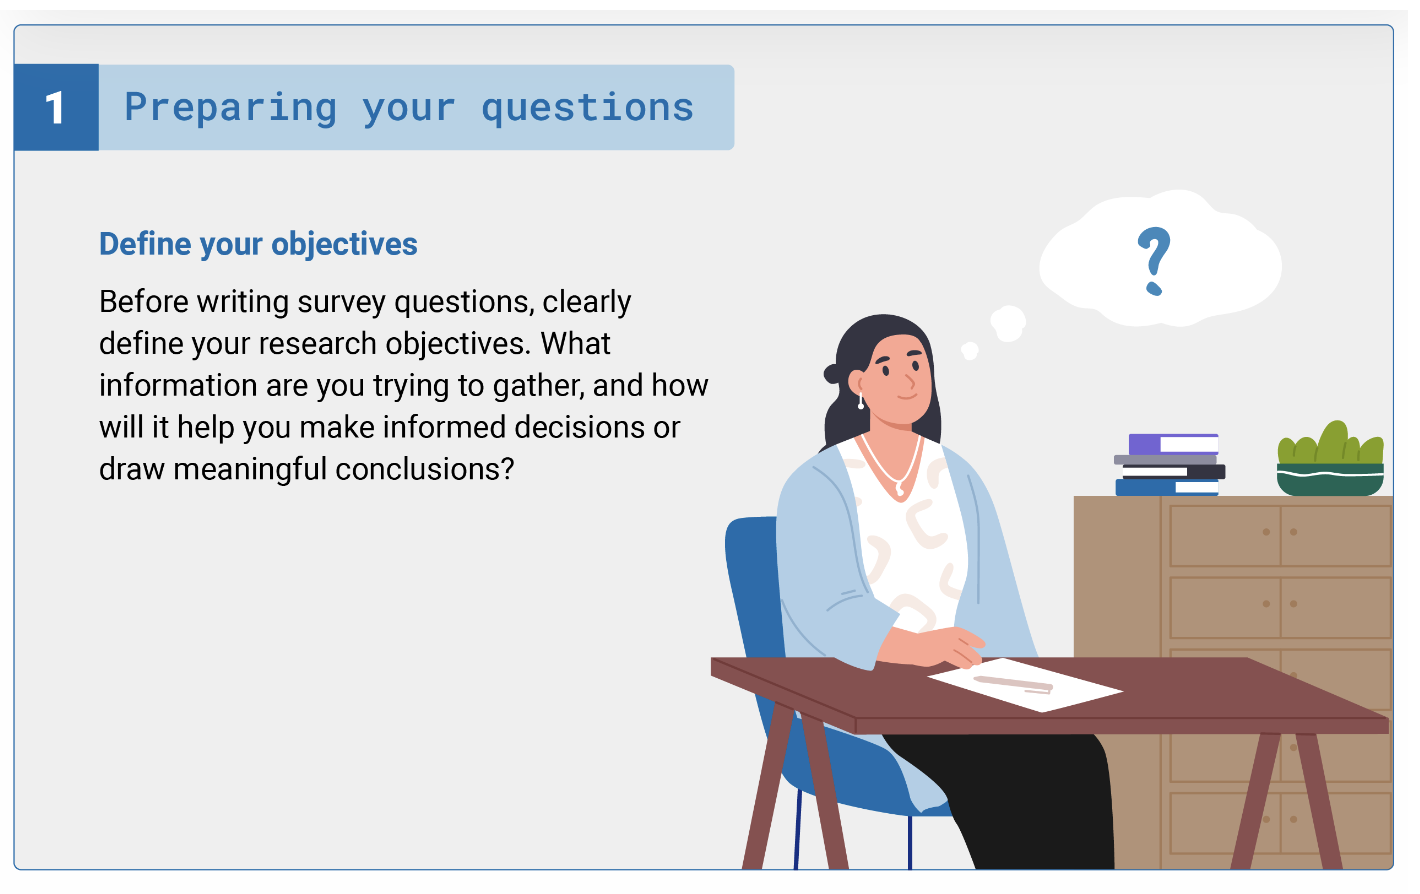 1 Preparing your questions
Define your objectives
Before writing survey questions, clearly
define your research objectives. What
information are you trying to gather, and how
will it help you make informed decisions or
draw meaningful conclusions?
?